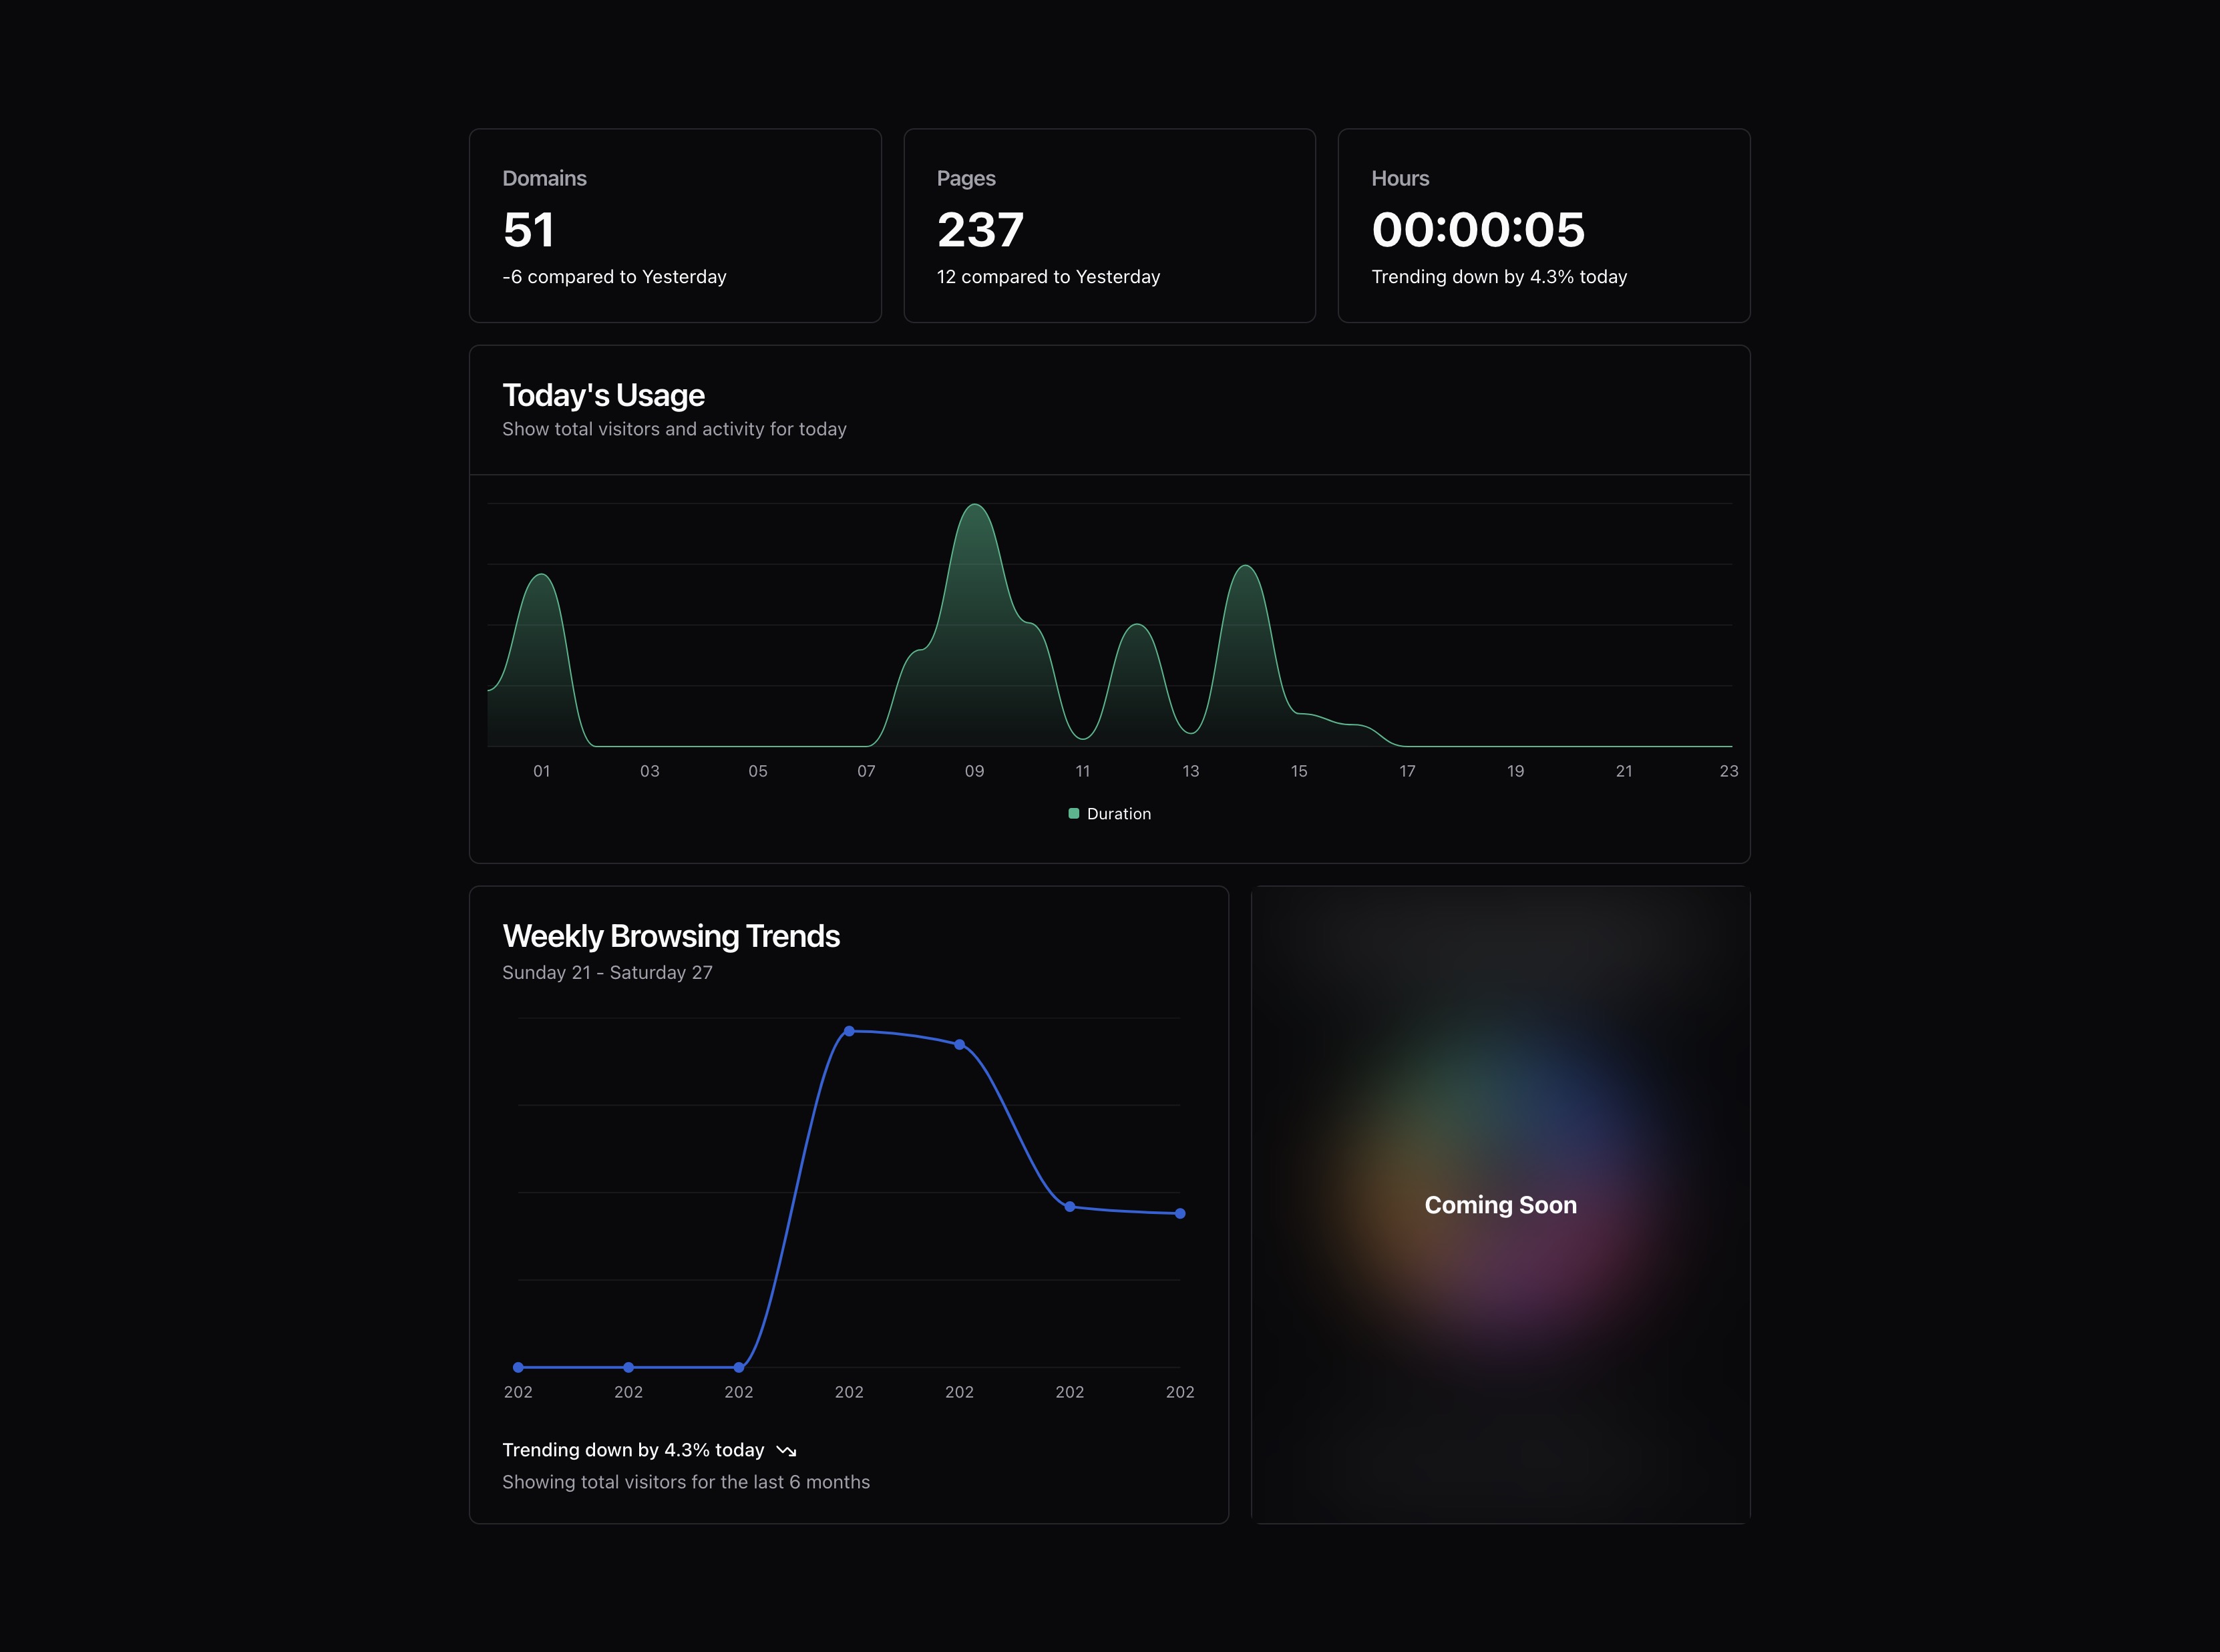 Domains
51
-6 compared to Yesterday
Pages
237
12 compared to Yesterday
Hours
00:00:05
Trending down by 4.3% today
Today's Usage
Show total visitors and activity for today
01 03 05 07 09 11 13 15 17 19 21 23
Duration
Weekly Browsing Trends
Sunday 21 - Saturday 27
202 202 202 202 202 202 202
Trending down by 4.3% today
Showing total visitors for the last 6 months
Coming Soon